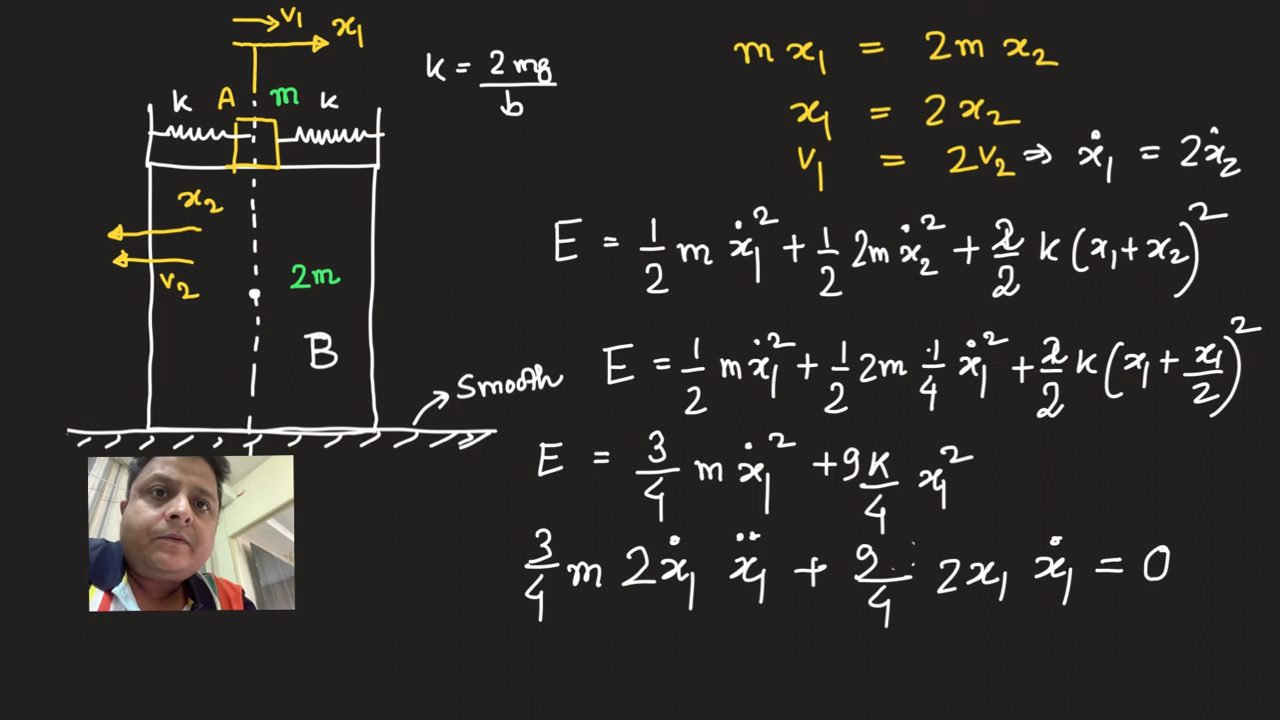 → v₁
x₁
k A m k
x₂
v₂
2m
B
Smooth
k = 2mg/b
m x₁ = 2m x₂
x₁ = 2x₂
v₁ = 2v₂ ⇒ ẋ₁ = 2ẋ₂
E = 1/2 m ẋ₁² + 1/2 2m ẋ₂² + 2/2 k (x₁ + x₂)²
E = 1/2 m ẋ₁² + 1/2 2m 1/4 ẋ₁² + 2/2 k (x₁ + x₁/2)²
E = 3/4 m ẋ₁² + 9k/4 x₁²
3/4 m 2ẋ₁ ẍ₁ + 9/4 2x₁ ẋ₁ = 0